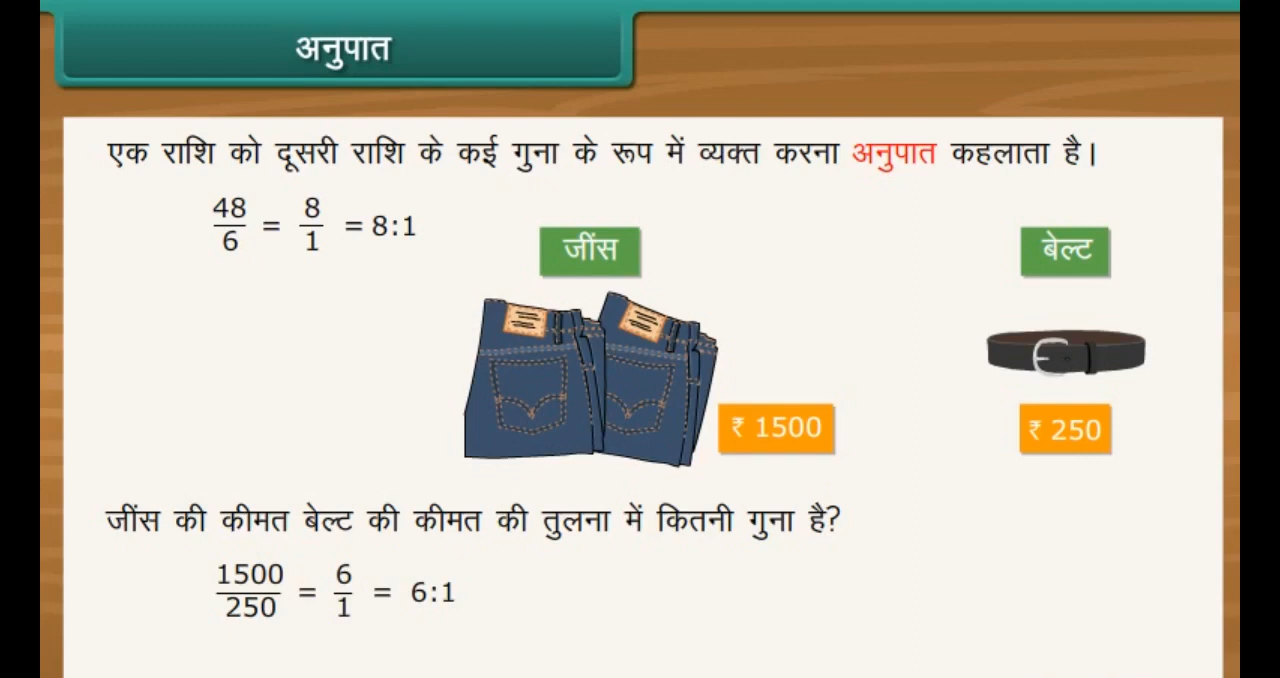 अनुपात
एक राशि को दूसरी राशि के कई गुना के रूप में व्यक्त करना अनुपात कहलाता है।
48/6 = 8/1 = 8:1
जींस
बेल्ट
₹ 1500
₹ 250
जींस की कीमत बेल्ट की कीमत की तुलना में कितनी गुना है?
1500/250 = 6/1 = 6:1